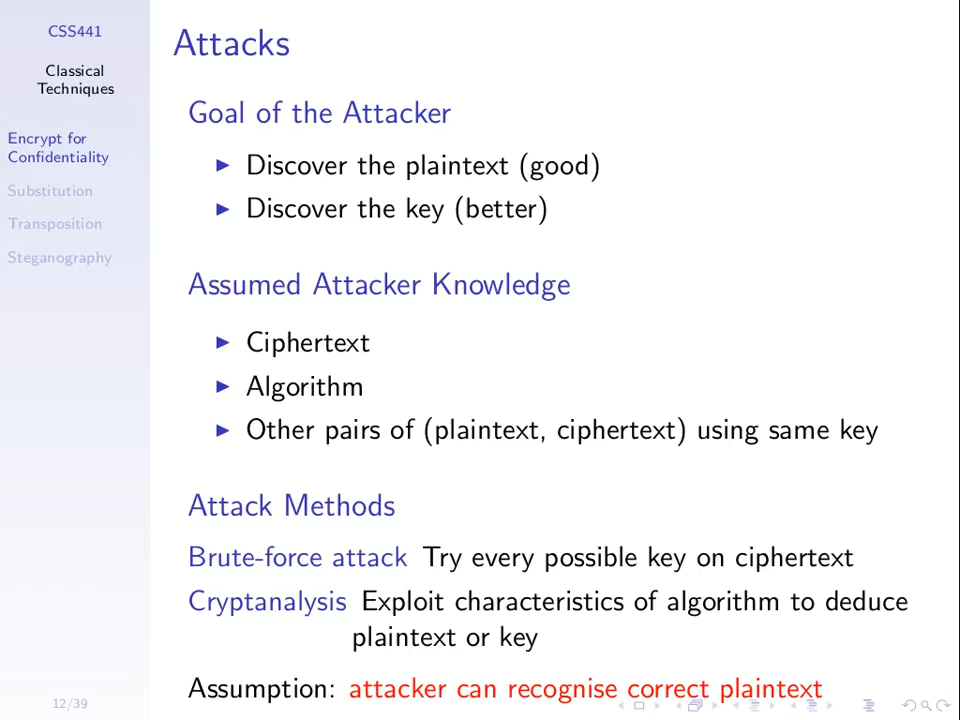 CSS441
Classical
Techniques
Encrypt for
Confidentiality
Substitution
Transposition
Steganography
12/39
Attacks
Goal of the Attacker
Discover the plaintext (good)
Discover the key (better)
Assumed Attacker Knowledge
Ciphertext
Algorithm
Other pairs of (plaintext, ciphertext) using same key
Attack Methods
Brute-force attack Try every possible key on ciphertext
Cryptanalysis Exploit characteristics of algorithm to deduce
plaintext or key
Assumption: attacker can recognise correct plaintext